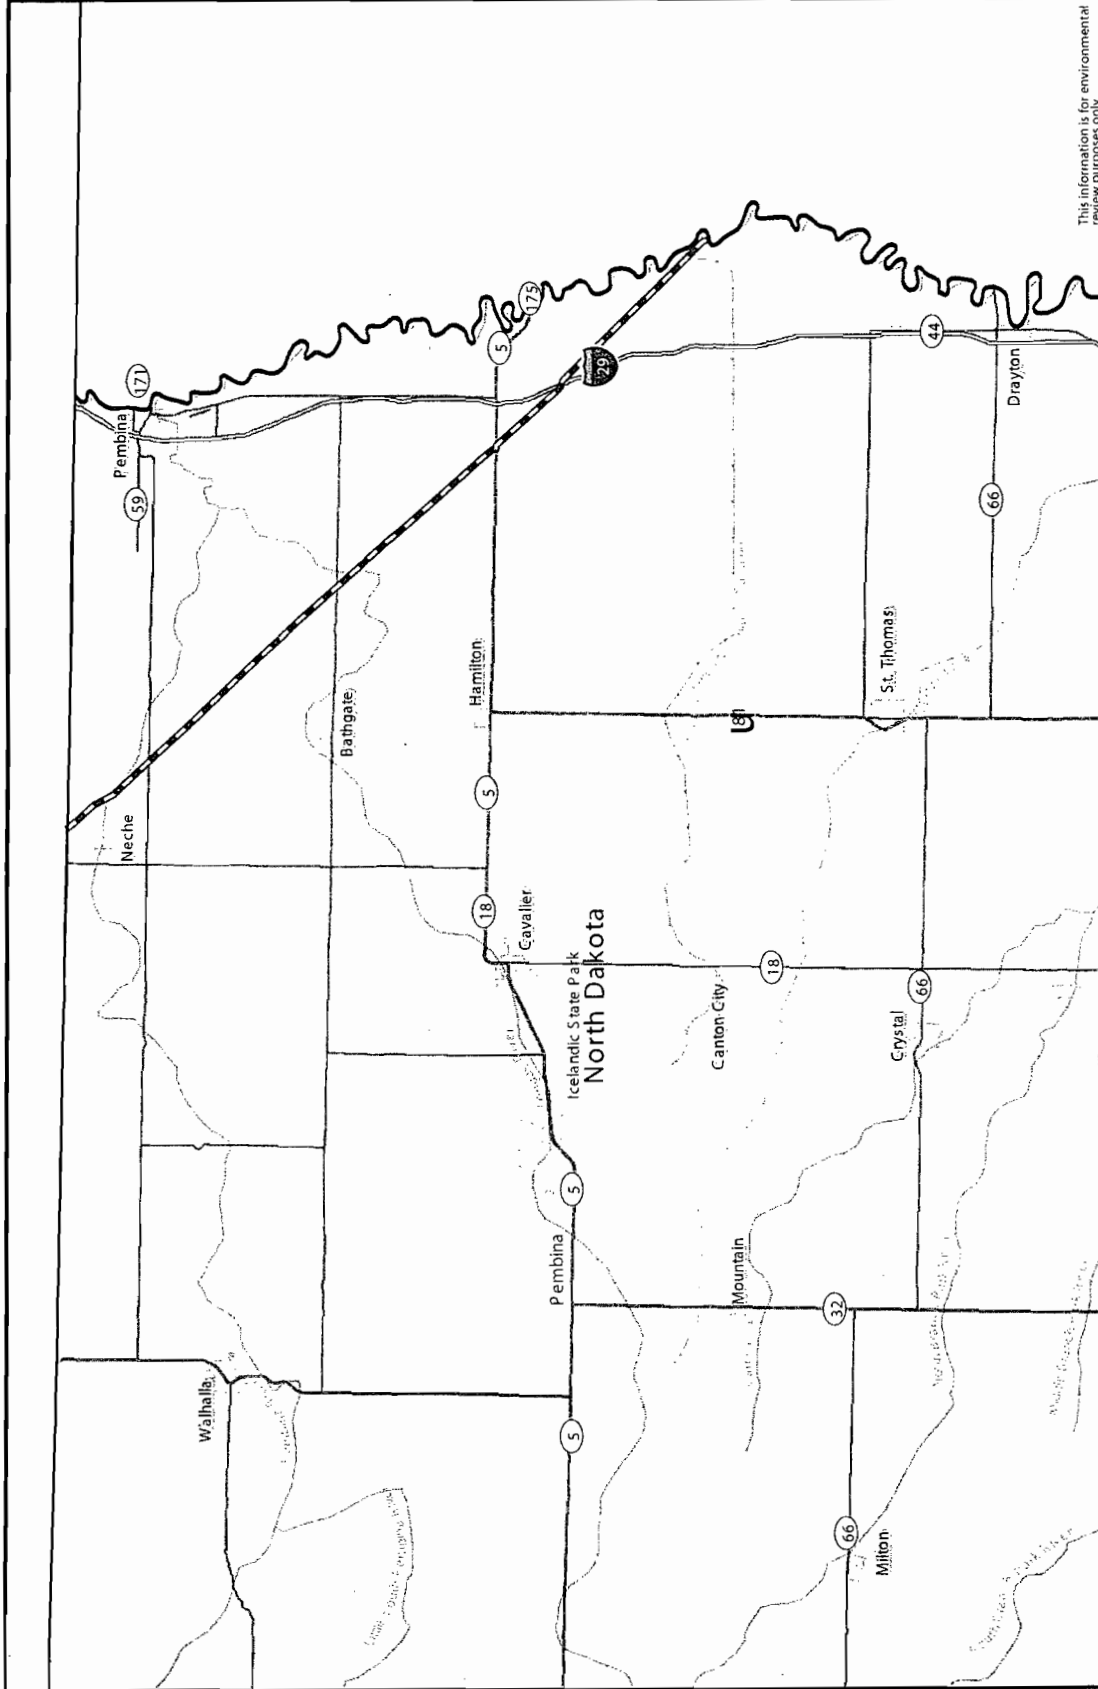 This information is for environmental
review purposes only.
171
Pembina
59
Neche
Bathgate
Hamilton
5
175
5
29
18
Cavalier
Icelandic State Park
North Dakota
81
44
Drayton
66
St. Thomas
Canton City
18
66
Crystal
5
Pembina
Mountain
32
Walhalla
5
66
Milton